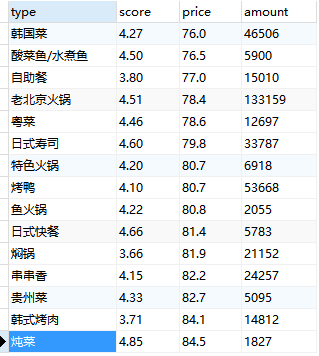 type score price amount
韩国菜 4.27 76.0 46506
酸菜鱼/水煮鱼 4.50 76.5 5900
自助餐 3.80 77.0 15010
老北京火锅 4.51 78.4 133159
粤菜 4.46 78.6 12697
日式寿司 4.60 79.8 33787
特色火锅 4.20 80.7 6918
烤鸭 4.10 80.7 53668
鱼火锅 4.22 80.8 2055
日式快餐 4.66 81.4 5783
焖锅 3.66 81.9 21152
串串香 4.15 82.2 24257
贵州菜 4.33 82.7 5095
韩式烤肉 3.71 84.1 14812
炖菜 4.85 84.5 1827